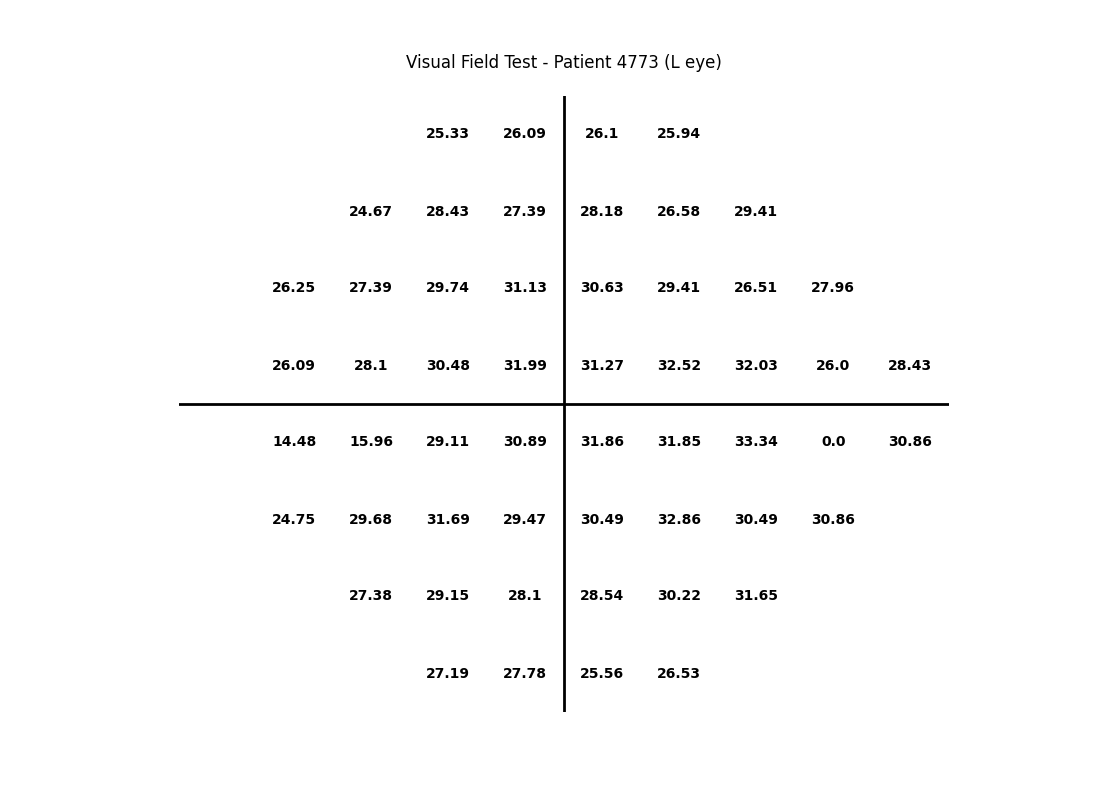 Visual Field Test - Patient 4773 (L eye)
25.33 26.09 26.1 25.94
24.67 28.43 27.39 28.18 26.58 29.41
26.25 27.39 29.74 31.13 30.63 29.41 26.51 27.96
26.09 28.1 30.48 31.99 31.27 32.52 32.03 26.0 28.43
14.48 15.96 29.11 30.89 31.86 31.85 33.34 0.0 30.86
24.75 29.68 31.69 29.47 30.49 32.86 30.49 30.86
27.38 29.15 28.1 28.54 30.22 31.65
27.19 27.78 25.56 26.53